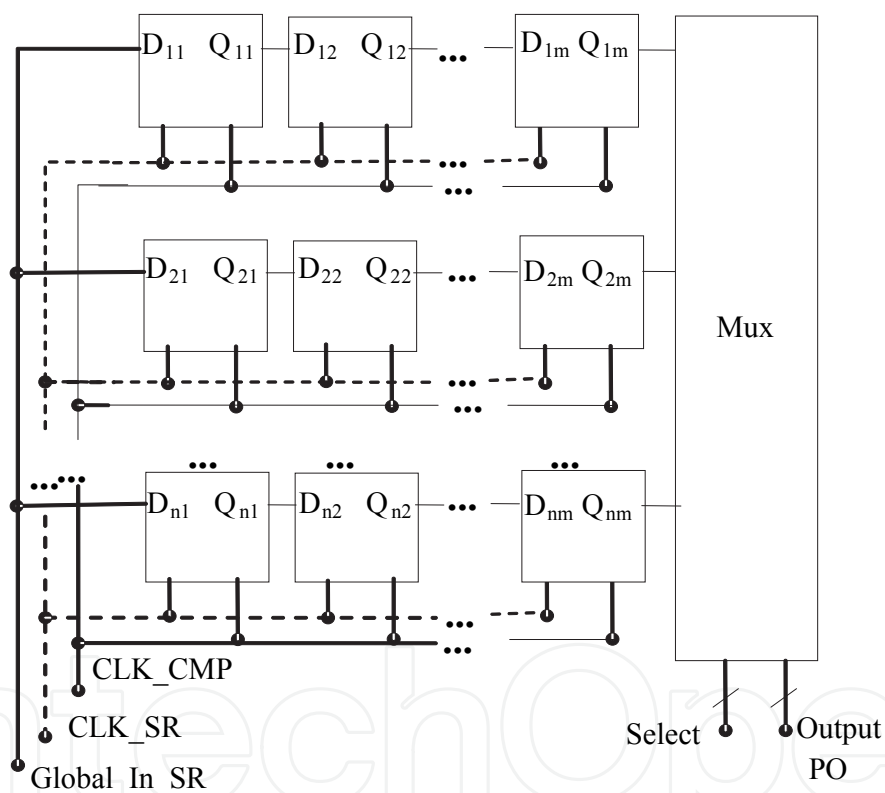 D11 Q11 D12 Q12 ... D1m Q1m
... 
...
D21 Q21 D22 Q22 ... D2m Q2m
Mux
...
...
... ... ...
... ...
Dn1 Qn1 Dn2 Qn2 ... Dnm Qnm
...
...
CLK_CMP
CLK_SR
Select Output
PO
Global In SR
ntechOpe